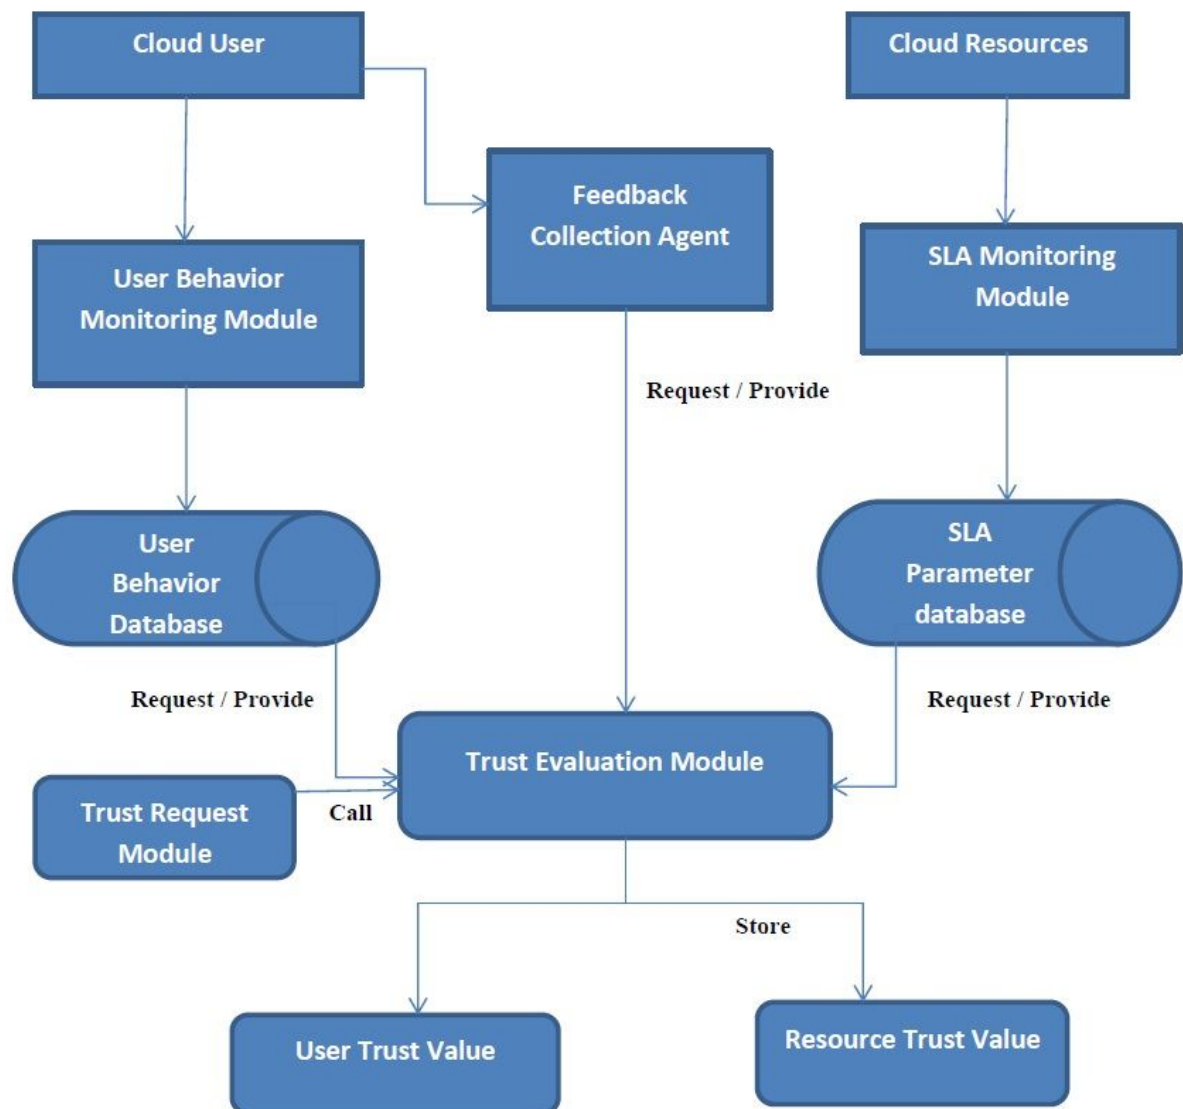 Cloud User
Cloud Resources
Feedback
Collection Agent
User Behavior
Monitoring Module
SLA Monitoring
Module
Request / Provide
User
Behavior
Database
SLA
Parameter
database
Request / Provide
Request / Provide
Trust Evaluation Module
Trust Request
Module
Call
Store
User Trust Value
Resource Trust Value